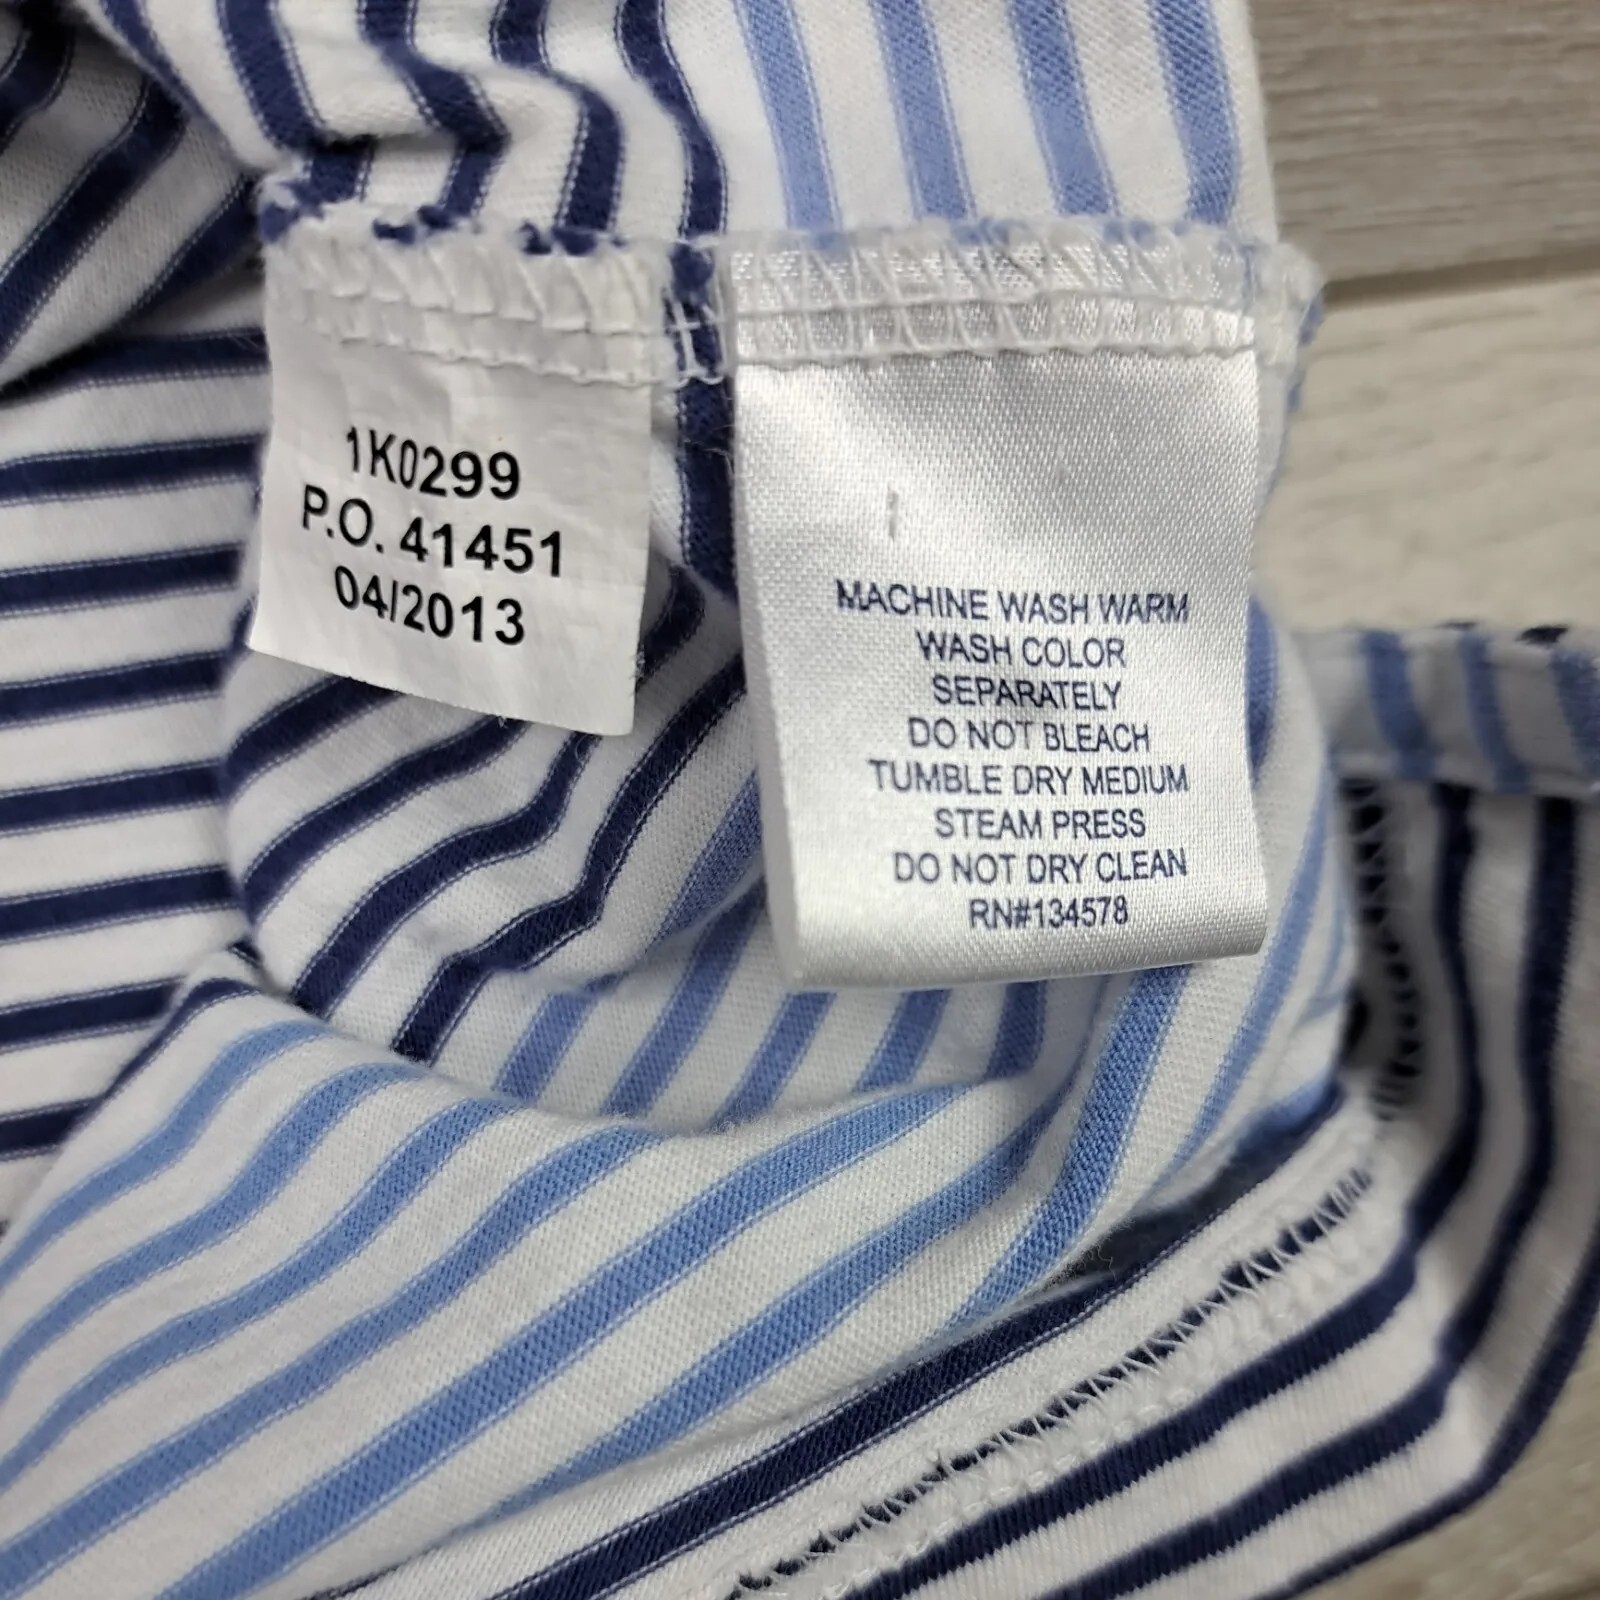 1K0299
P.O. 41451
04/2013
MACHINE WASH WARM
WASH COLOR
SEPARATELY
DO NOT BLEACH
TUMBLE DRY MEDIUM
STEAM PRESS
DO NOT DRY CLEAN
RN#134578